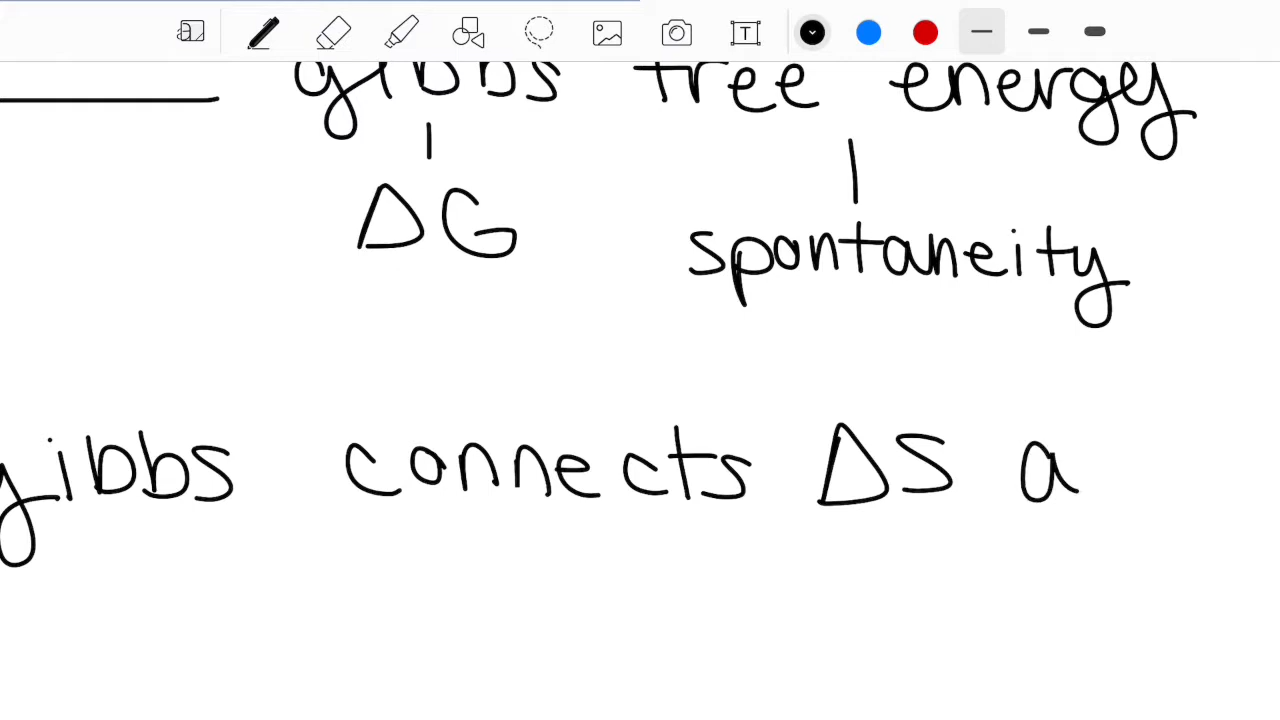 gibbs free energy
ΔG
spontaneity
gibbs connects ΔS a